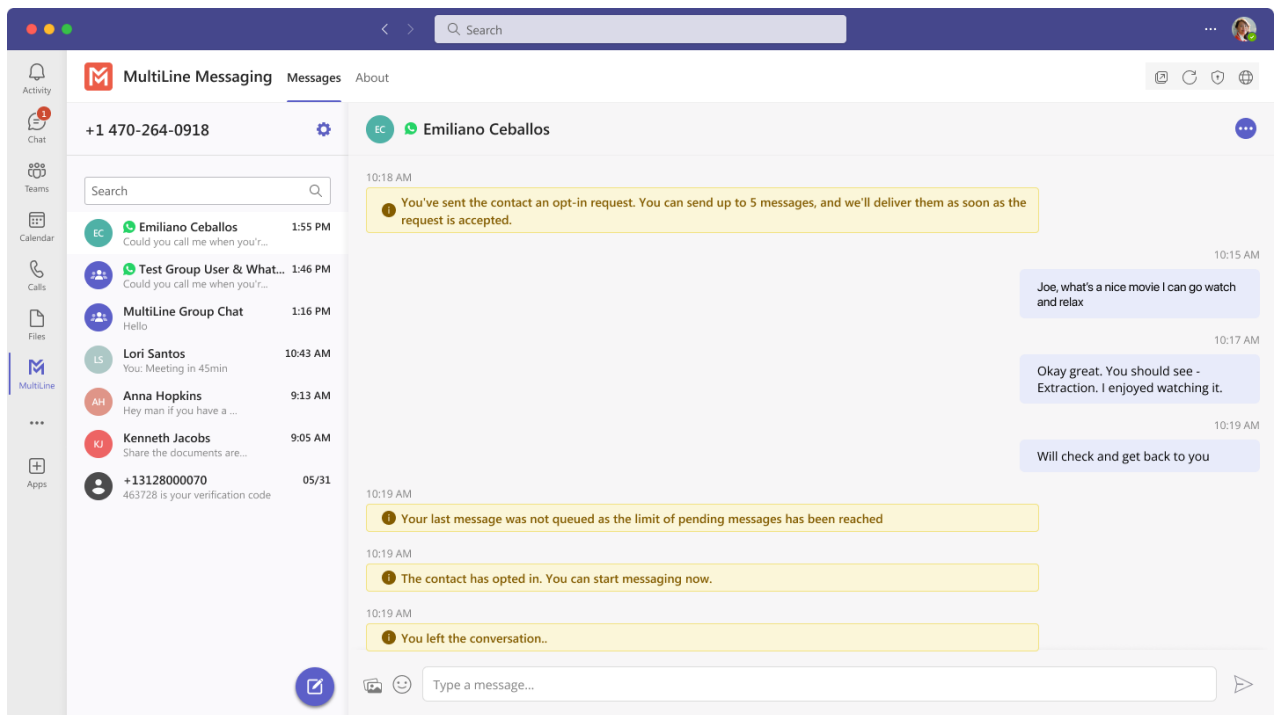 Search
Activity
1
Chat
Teams
Calendar
Calls
Files
MultiLine
Apps
MultiLine Messaging
Messages
About
+1 470-264-0918
Search
EC
Emiliano Ceballos
1:55 PM
Could you call me when you'r...
Test Group User & What...
1:46 PM
Could you call me when you'r...
MultiLine Group Chat
1:16 PM
Hello
LS
Lori Santos
10:43 AM
You: Meeting in 45min
AH
Anna Hopkins
9:13 AM
Hey man if you have a ...
KJ
Kenneth Jacobs
9:05 AM
Share the documents are...
+13128000070
05/31
463728 is your verification code
EC
Emiliano Ceballos
10:18 AM
You've sent the contact an opt-in request. You can send up to 5 messages, and we'll deliver them as soon as the
request is accepted.
10:15 AM
Joe, what's a nice movie I can go watch
and relax
10:17 AM
Okay great. You should see -
Extraction. I enjoyed watching it.
10:19 AM
Will check and get back to you
10:19 AM
Your last message was not queued as the limit of pending messages has been reached
10:19 AM
The contact has opted in. You can start messaging now.
10:19 AM
You left the conversation..
Type a message...